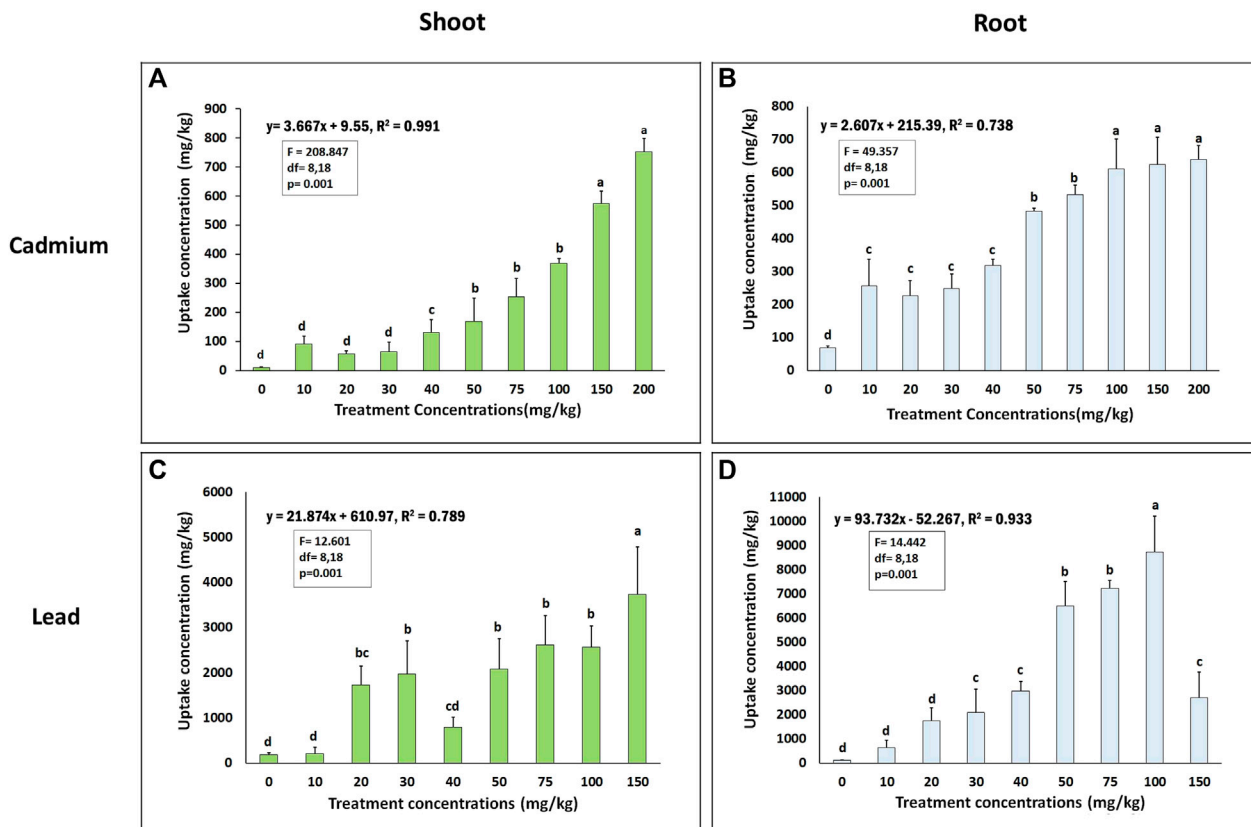 Shoot
Root
Cadmium
Lead
A
y= 3.667x + 9.55, R² = 0.991
F = 208.847
df= 8,18
p= 0.001
Uptake concentration (mg/kg)
900
800
700
600
500
400
300
200
100
0
d
d
d
d
c
b
b
b
a
a
0 10 20 30 40 50 75 100 150 200
Treatment Concentrations(mg/kg)
B
y = 2.607x + 215.39, R² = 0.738
F = 49.357
df= 8,18
p= 0.001
Uptake concentration (mg/kg)
800
700
600
500
400
300
200
100
0
d
c
c
c
c
b
b
a
a
a
0 10 20 30 40 50 75 100 150 200
Treatment Concentrations(mg/kg)
C
y = 21.874x + 610.97, R² = 0.789
F= 12.601
df= 8,18
p=0.001
Uptake concentration (mg/kg)
6000
5000
4000
3000
2000
1000
0
d
d
bc
b
cd
b
b
b
a
0 10 20 30 40 50 75 100 150
Treatment concentrations (mg/kg)
D
y = 93.732x - 52.267, R² = 0.933
F= 14.442
df= 8,18
p=0.001
Uptake concentration (mg/kg)
11000
10000
9000
8000
7000
6000
5000
4000
3000
2000
1000
0
d
d
d
c
c
b
b
a
c
0 10 20 30 40 50 75 100 150
Treatment concentrations (mg/kg)